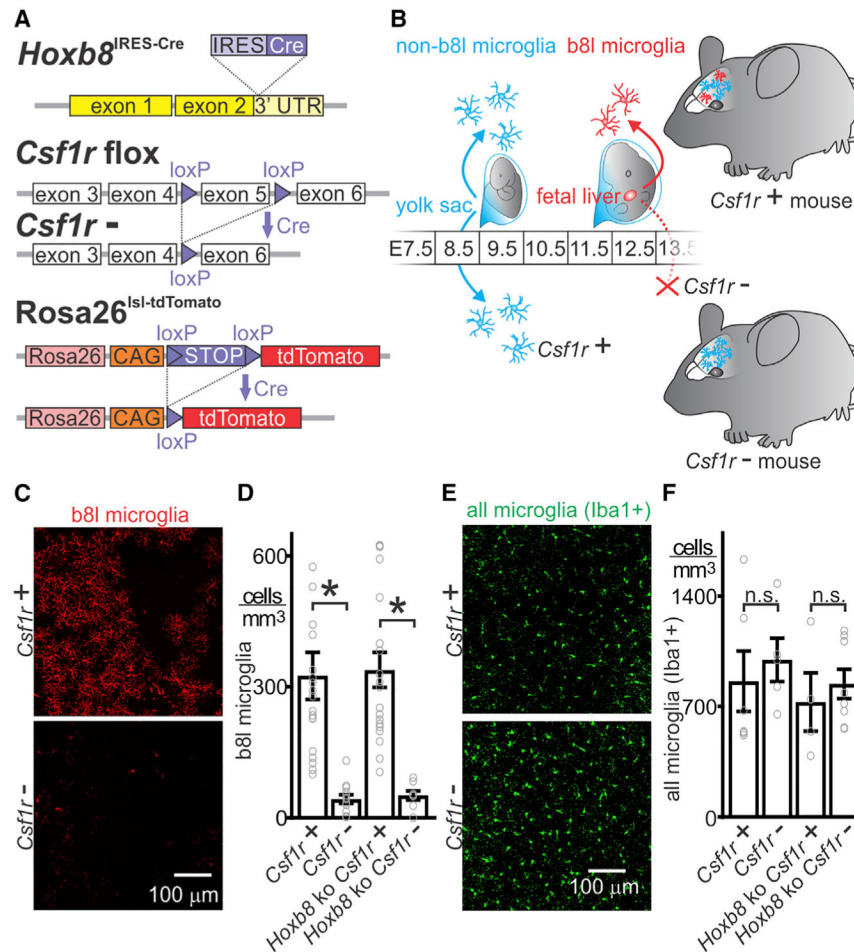 A
Hoxb8 IRES-Cre
IRES Cre
exon 1 exon 2 3' UTR
Csf1r flox
loxP loxP
exon 3 exon 4 exon 5 exon 6
Csf1r -
Cre
exon 3 exon 4 exon 6
loxP
Rosa26 lsl-tdTomato
loxP loxP
Rosa26 CAG STOP tdTomato
Cre
Rosa26 CAG tdTomato
loxP
B
non-b8l microglia b8l microglia
yolk sac
fetal liver
E7.5 8.5 9.5 10.5 11.5 12.5 13.5
Csf1r + mouse
Csf1r -
Csf1r +
Csf1r - mouse
C
b8l microglia
Csf1r +
Csf1r -
100 μm
D
cells
mm3
b8l microglia
600
300
0
* *
Csf1r +
Csf1r -
Hoxb8 ko Csf1r +
Hoxb8 ko Csf1r -
E
all microglia (Iba1+)
Csf1r +
Csf1r -
100 μm
F
cells
mm3
all microglia (Iba1+)
1400
700
0
n.s. n.s.
Csf1r +
Csf1r -
Hoxb8 ko Csf1r +
Hoxb8 ko Csf1r -